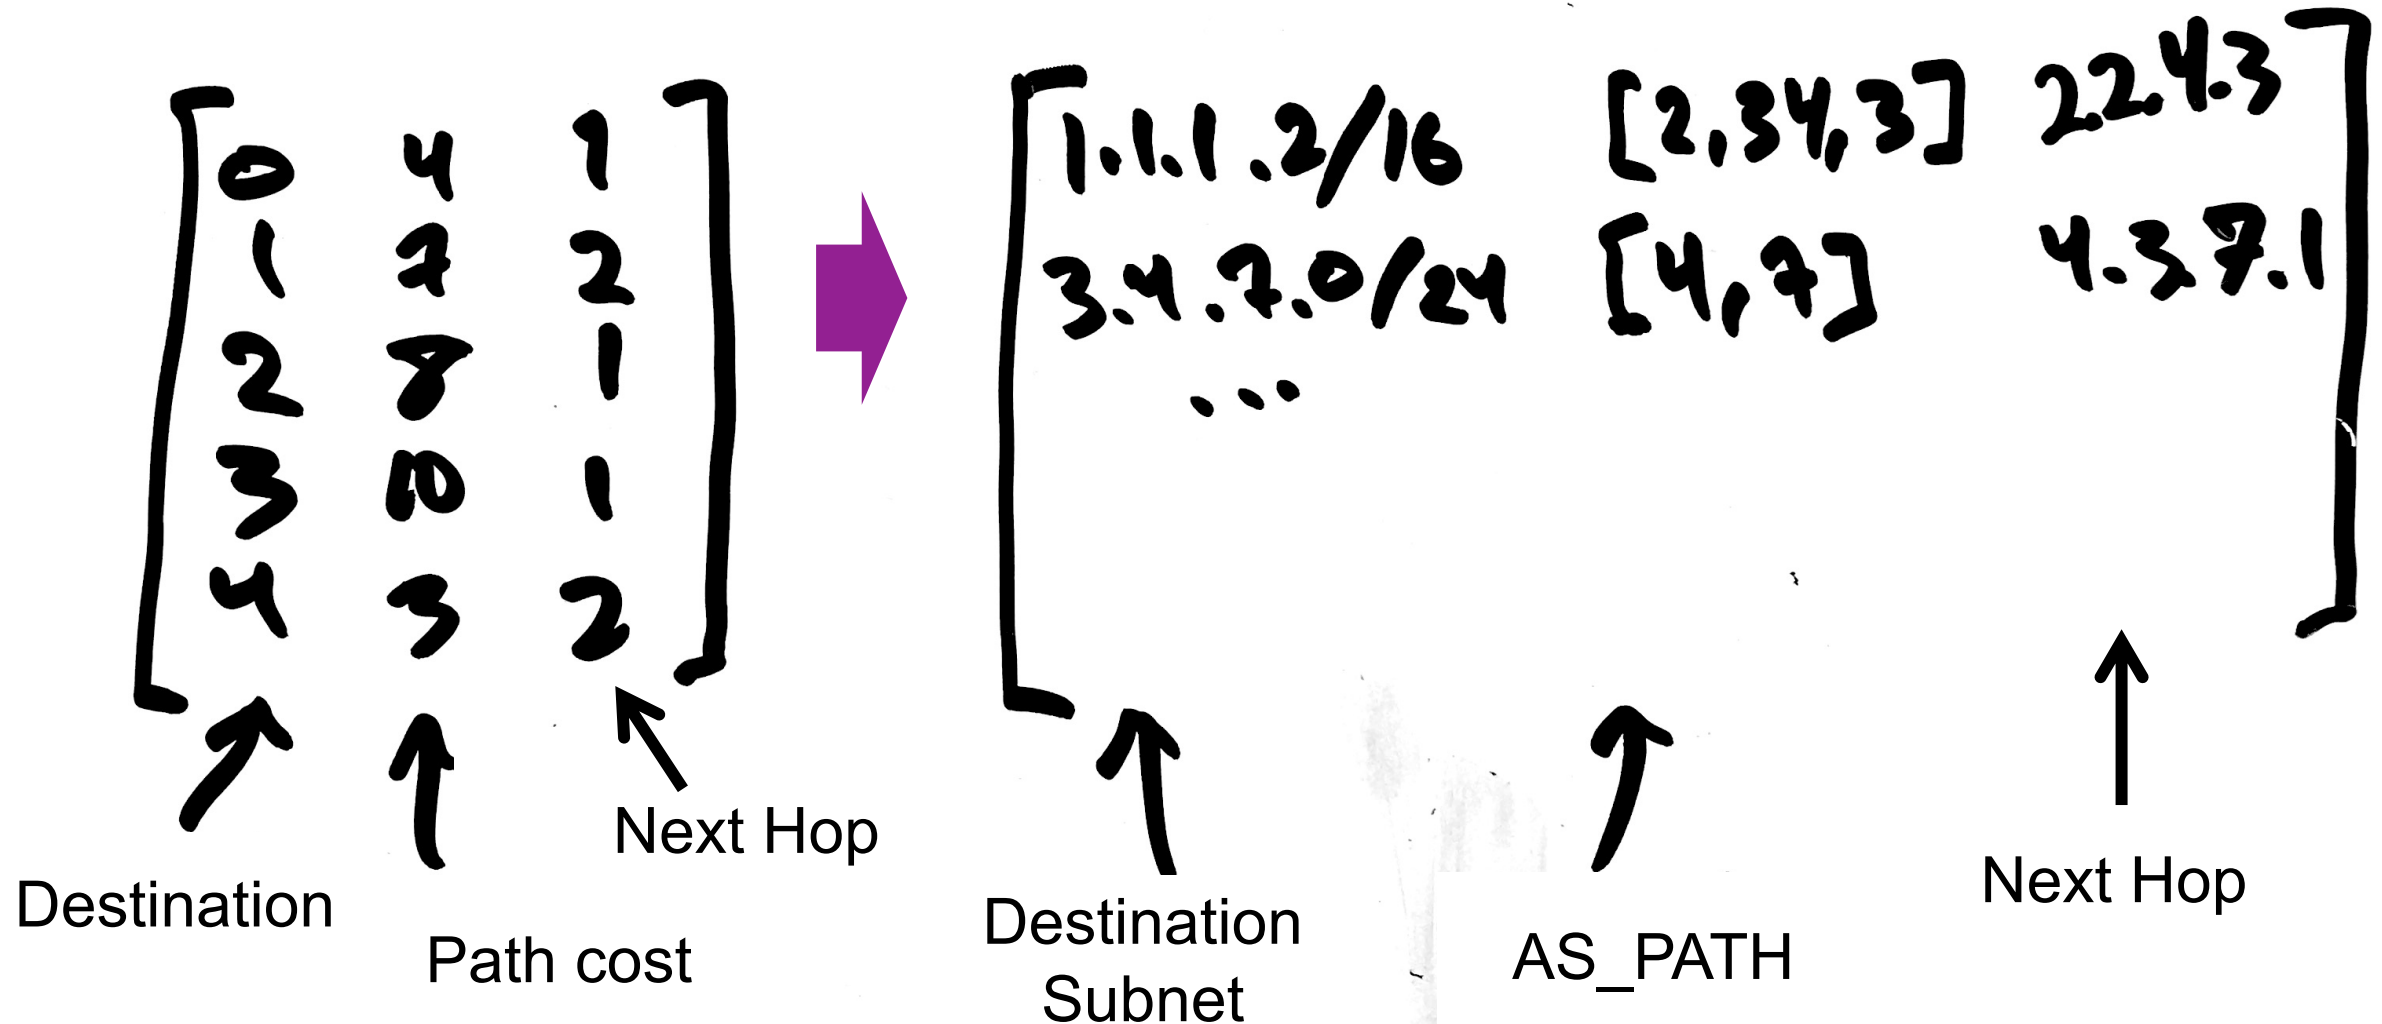 0 4 1
1 7 2
2 8 1
3 10 1
4 3 2
Destination
Path cost
Next Hop
1.1.1.2/16 [2,34,3] 22.4.3
3.4.7.0/24 [4,7] 4.3.7.1
...
Destination
Subnet
AS_PATH
Next Hop